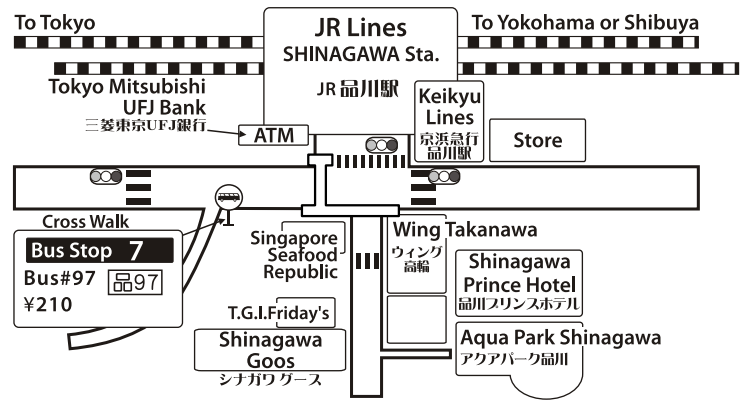 To Tokyo
JR Lines
SHINAGAWA Sta.
JR 品川駅
To Yokohama or Shibuya
Tokyo Mitsubishi
UFJ Bank
三菱東京UFJ銀行
ATM
Keikyu
Lines
京浜急行
品川駅
Store
Cross Walk
Bus Stop 7
Bus#97 品97
¥210
Singapore
Seafood
Republic
Wing Takanawa
ウィング
高輪
Shinagawa
Prince Hotel
品川プリンスホテル
T.G.I.Friday's
Shinagawa
Goos
シナガワ グース
Aqua Park Shinagawa
アクアパーク品川